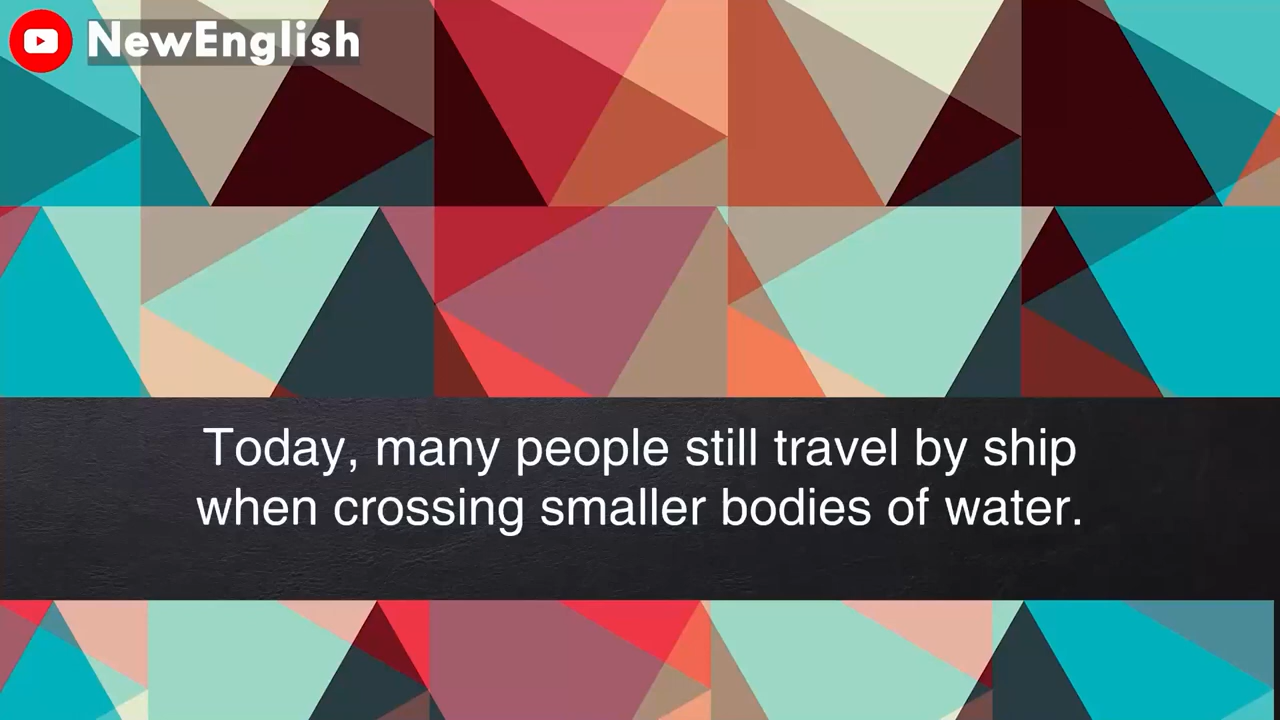 NewEnglish
Today, many people still travel by ship
when crossing smaller bodies of water.